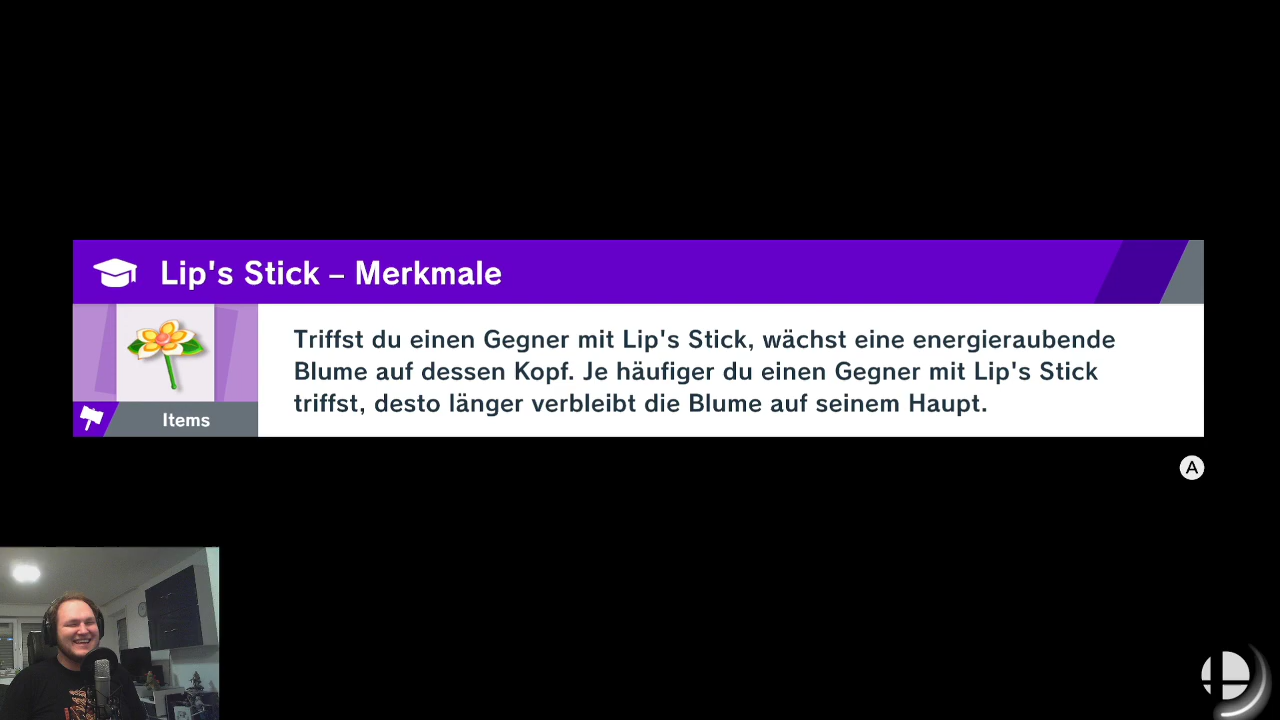 Lip's Stick – Merkmale
Triffst du einen Gegner mit Lip's Stick, wächst eine energieraubende
Blume auf dessen Kopf. Je häufiger du einen Gegner mit Lip's Stick
triffst, desto länger verbleibt die Blume auf seinem Haupt.
Items
A